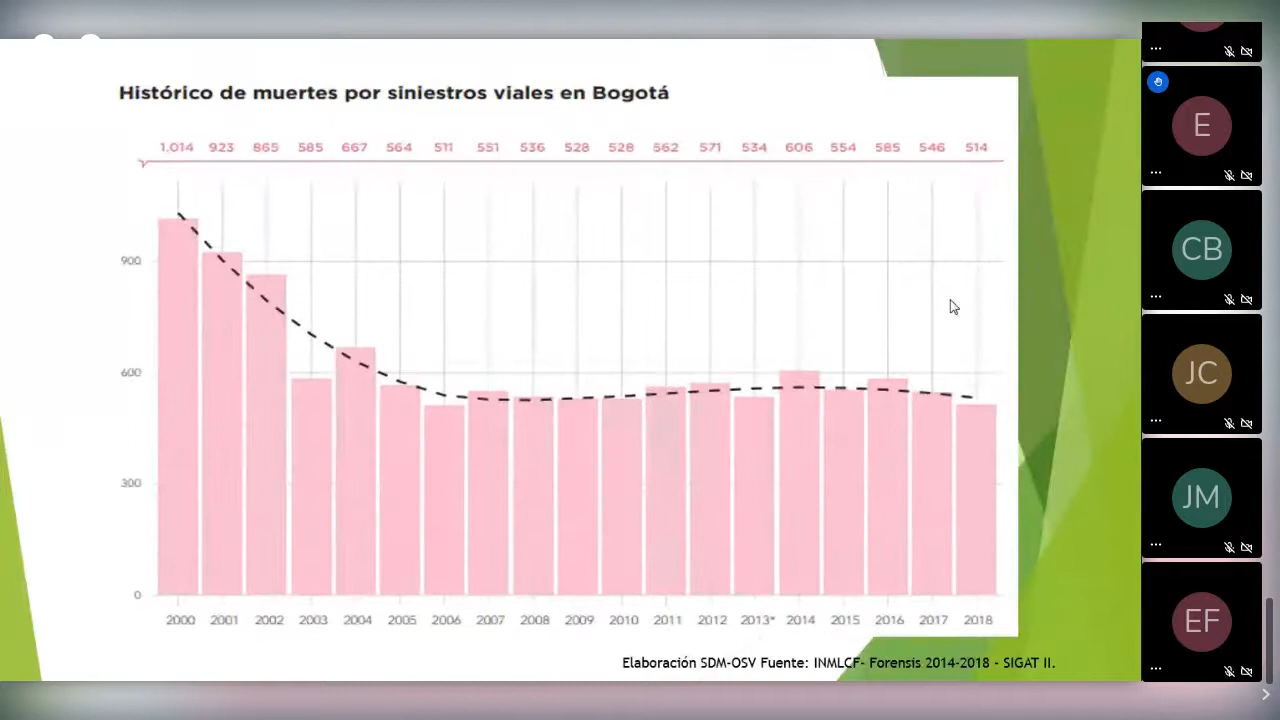 Histórico de muertes por siniestros viales en Bogotá
1.014 923 865 585 667 564 511 551 536 528 528 562 571 534 606 554 585 546 514
900
600
300
0
2000 2001 2002 2003 2004 2005 2006 2007 2008 2009 2010 2011 2012 2013* 2014 2015 2016 2017 2018
Elaboración SDM-OSV Fuente: INMLCF- Forensis 2014-2018 - SIGAT II.
E
CB
JC
JM
EF